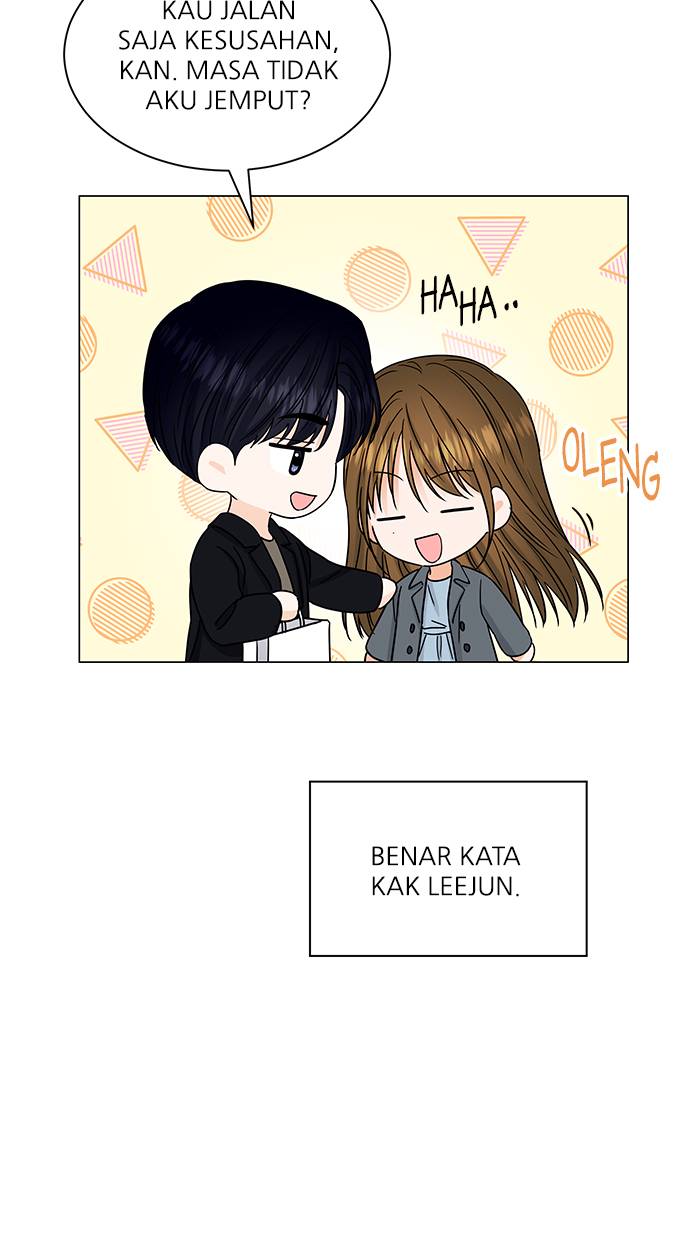 KAU JALAN
SAJA KESUSAHAN,
KAN. MASA TIDAK
AKU JEMPUT?
HAHA..
OLENG
BENAR KATA
KAK LEEJUN.